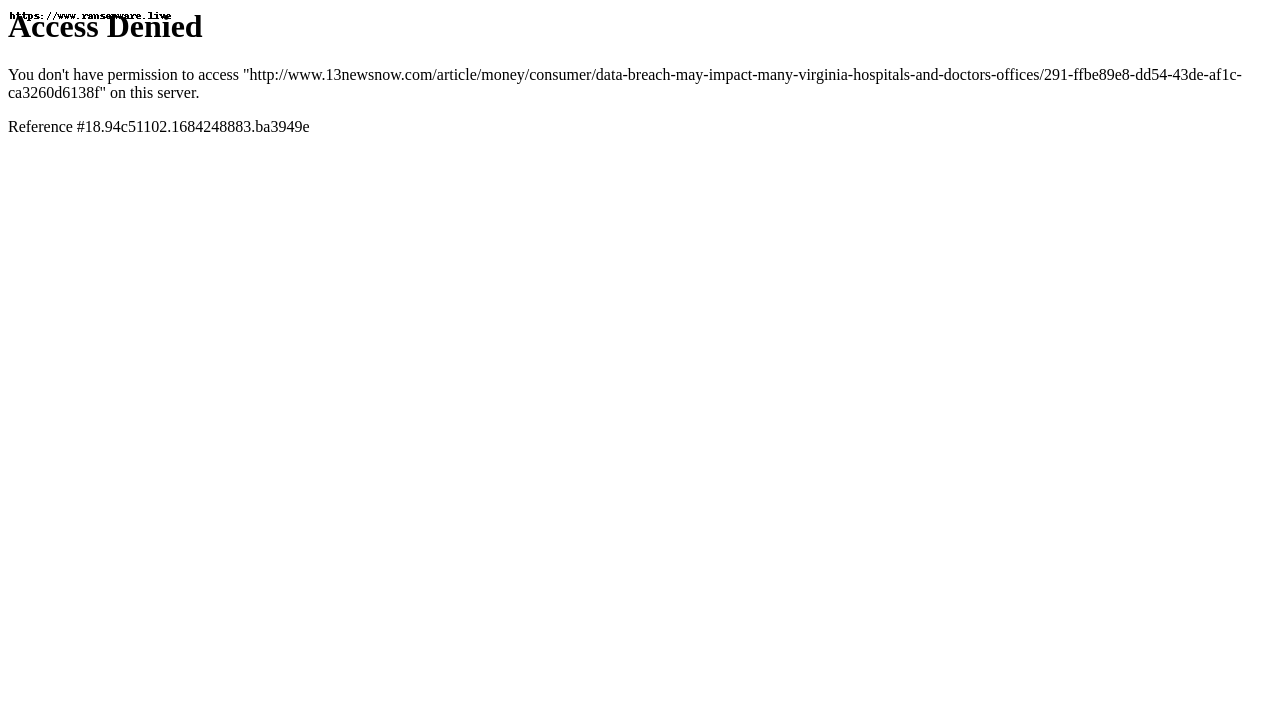 https://www.ransomware.live
Access Denied
You don't have permission to access "http://www.13newsnow.com/article/money/consumer/data-breach-may-impact-many-virginia-hospitals-and-doctors-offices/291-ffbe89e8-dd54-43de-af1c-
ca3260d6138f" on this server.
Reference #18.94c51102.1684248883.ba3949e